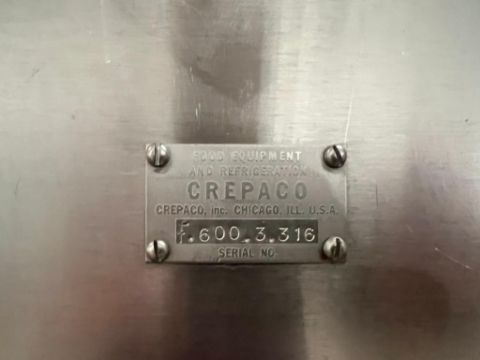 FOOD EQUIPMENT
AND REFRIGERATION
CREPACO
CREPACO, inc. CHICAGO, ILL. U.S.A.
F.600.3.316
SERIAL NO.